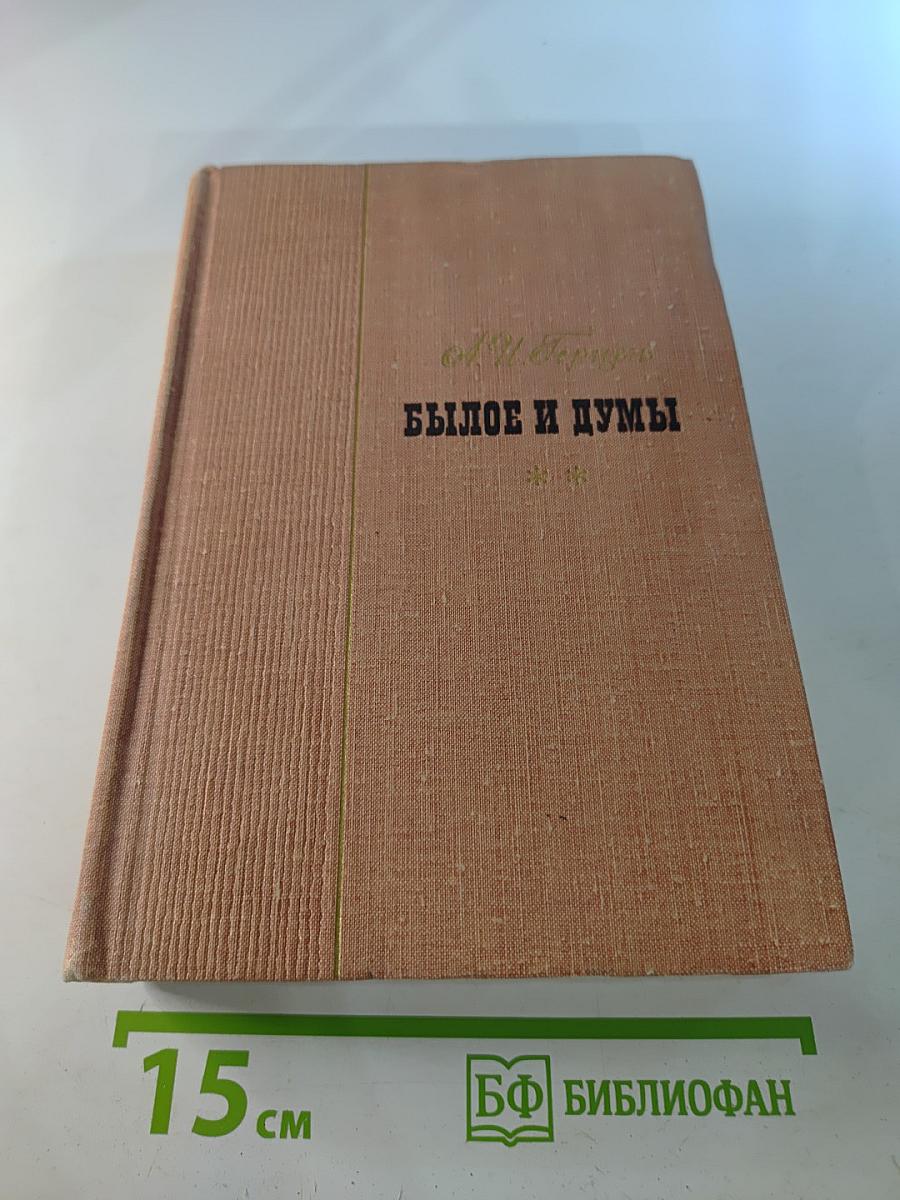 А. И. Герцен
БЫЛОЕ И ДУМЫ
* *
15 см
БФ БИБЛИОФАН